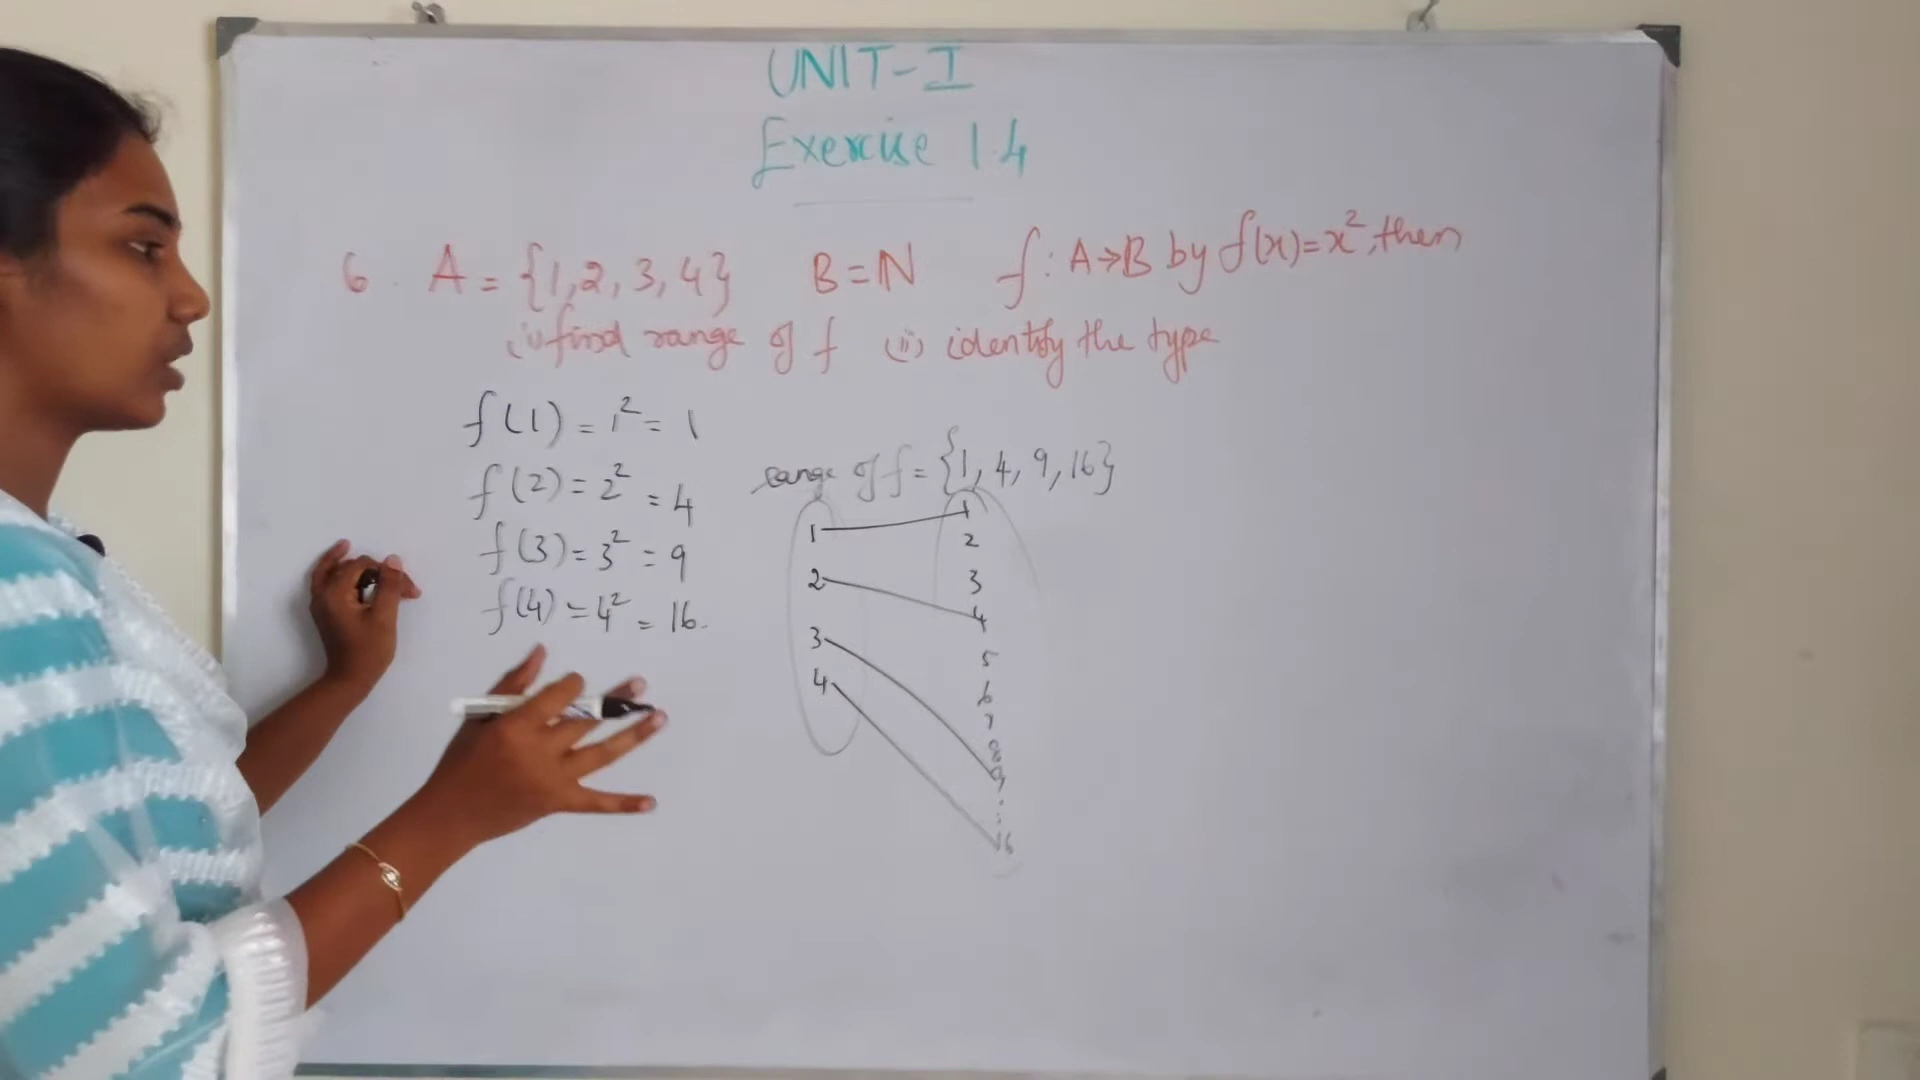 UNIT-I
Exercise 1.4
6. A = {1,2,3,4} B = ℕ f : A→B by f(x)=x², then
(i) find range of f (ii) identify the type
f(1) = 1² = 1
f(2) = 2² = 4
f(3) = 3² = 9
f(4) = 4² = 16.
range of f = {1, 4, 9, 16}
1
2
3
4
1
2
3
4
5
6
7
8
9
:
16